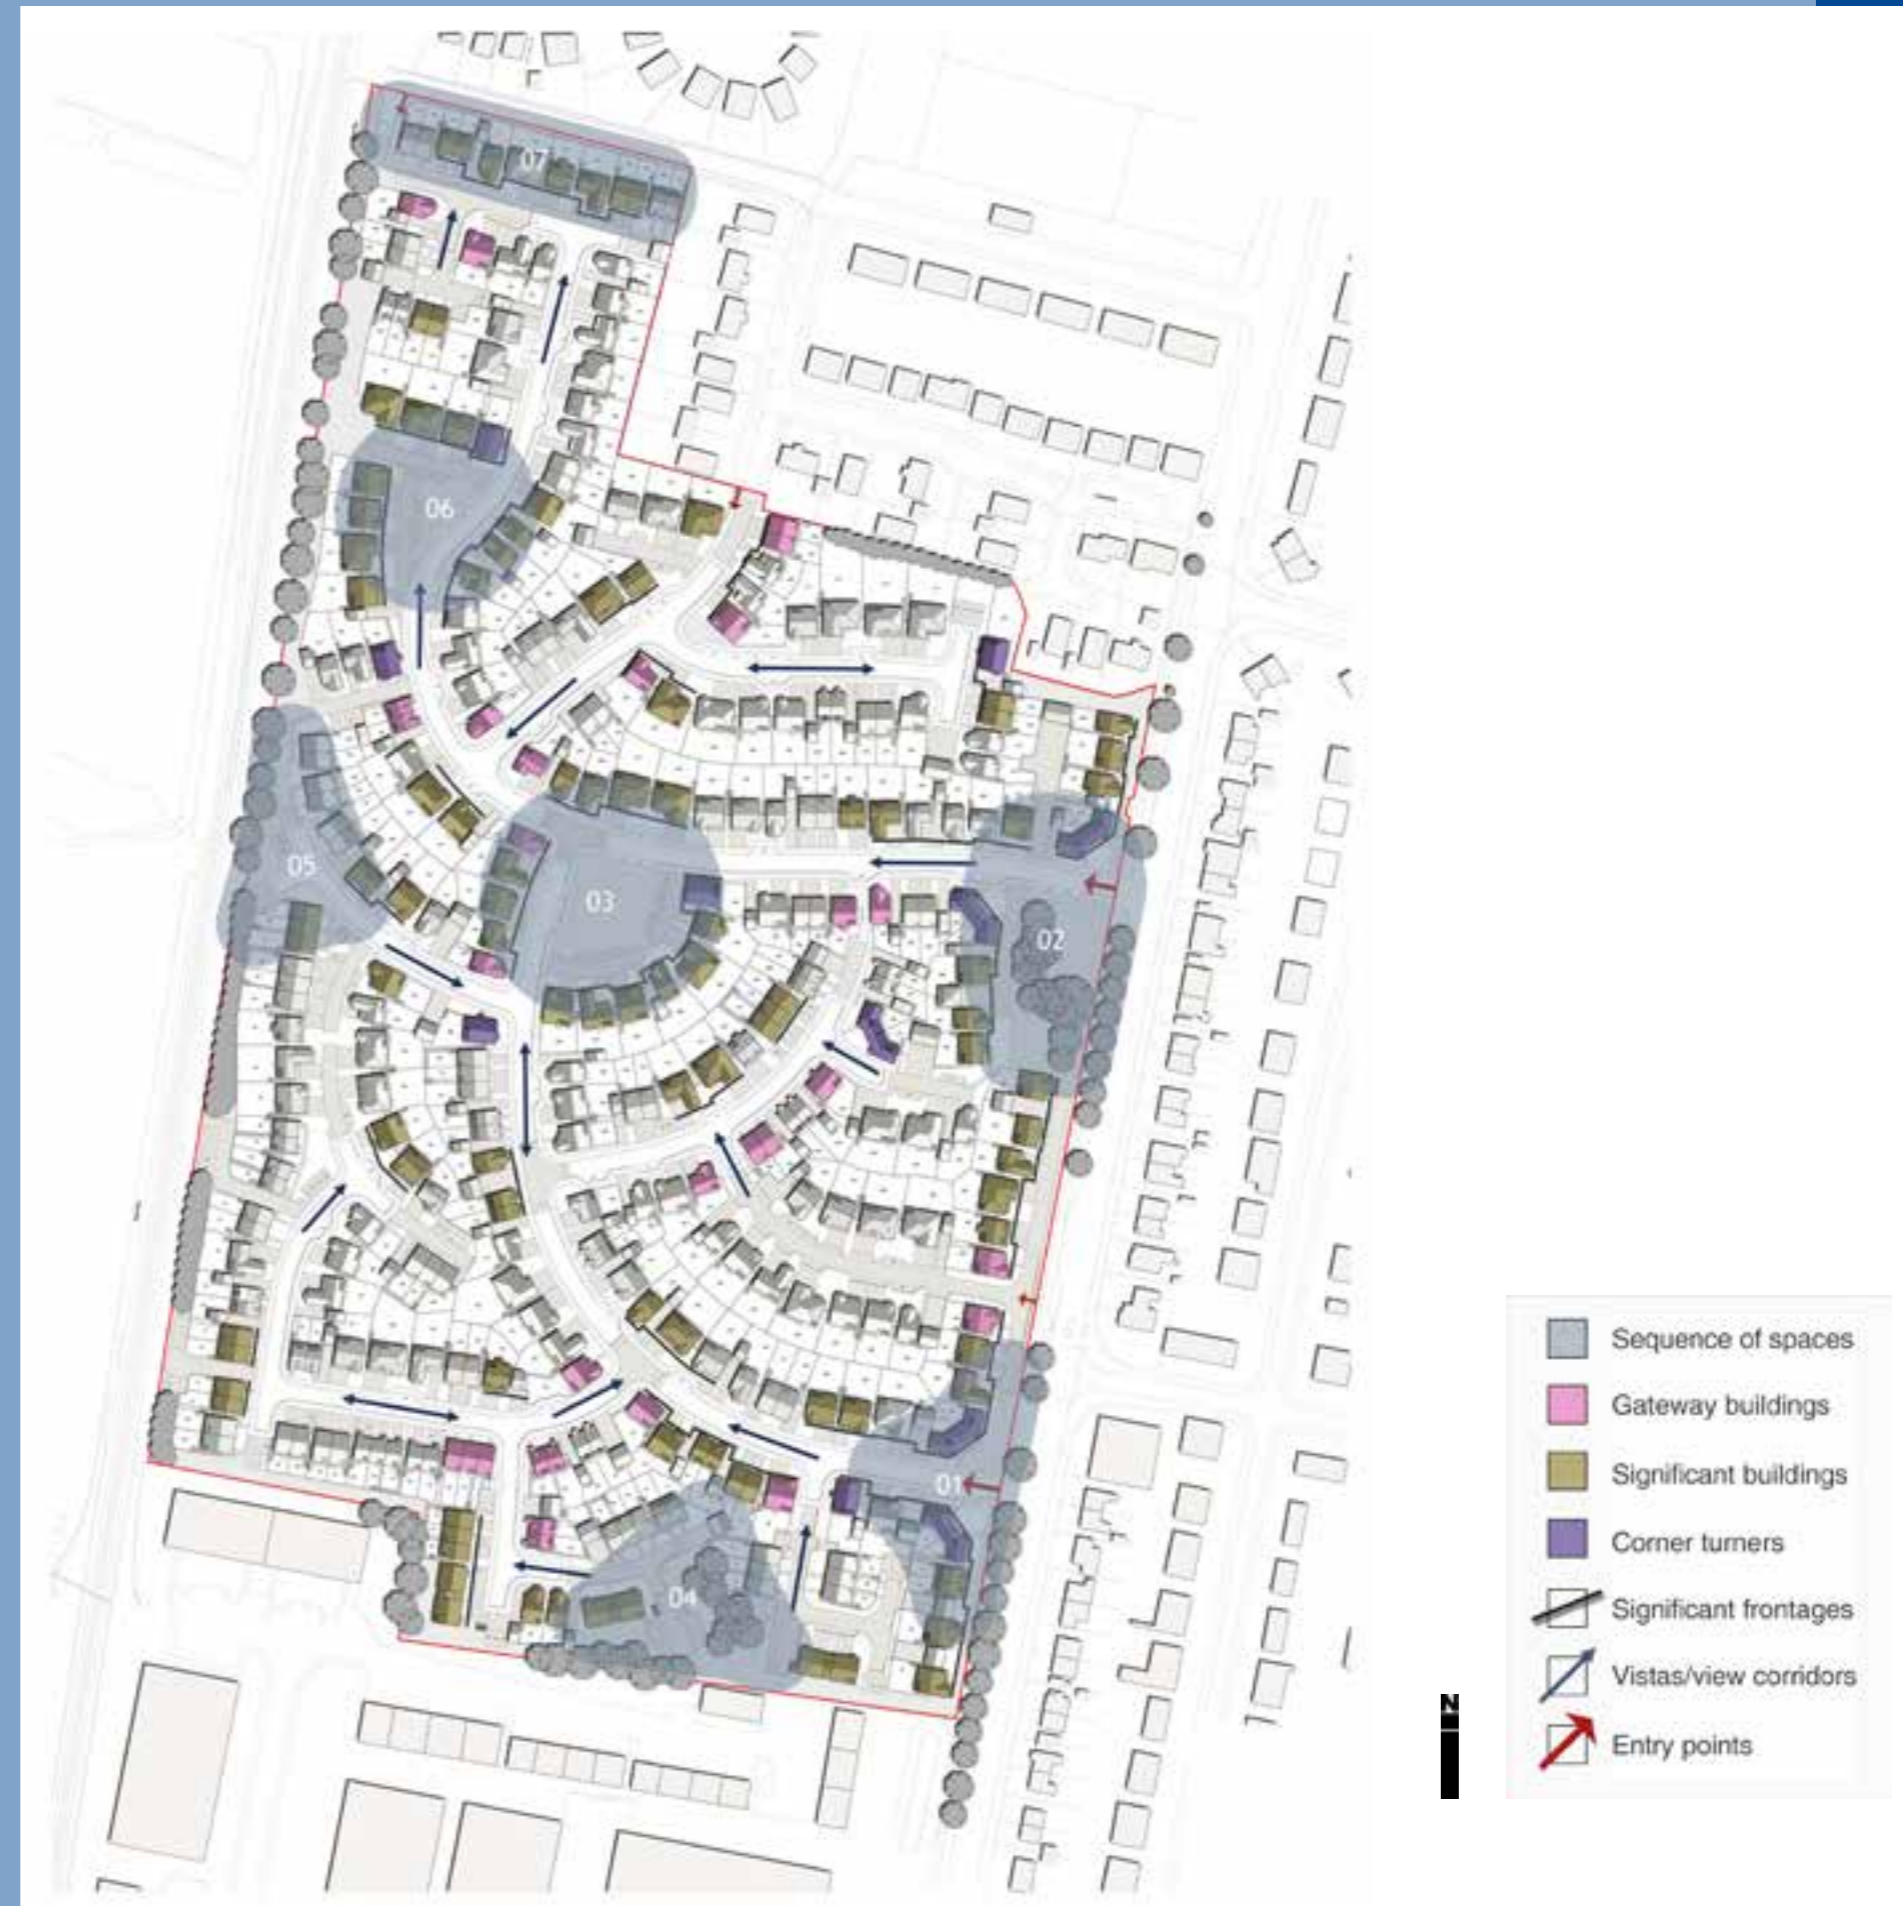 07
06
05
03
02
01
04
N
Sequence of spaces
Gateway buildings
Significant buildings
Corner turners
Significant frontages
Vistas/view corridors
Entry points